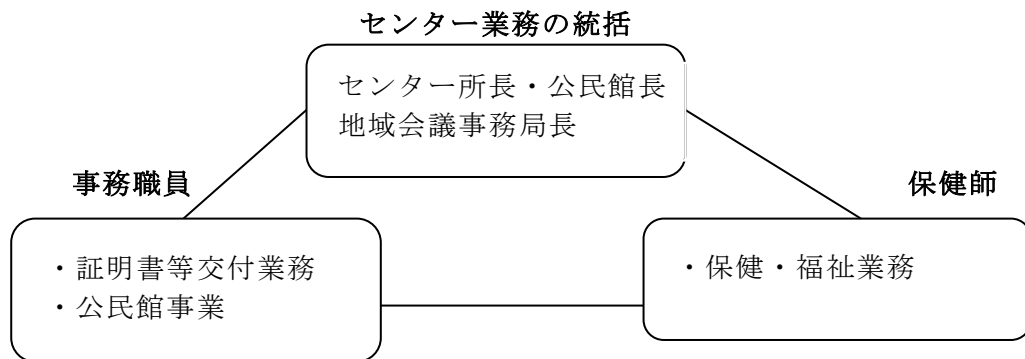 センター業務の統括
センター所長・公民館長
地域会議事務局長
事務職員
保健師
・証明書等交付業務
・公民館事業
・保健・福祉業務